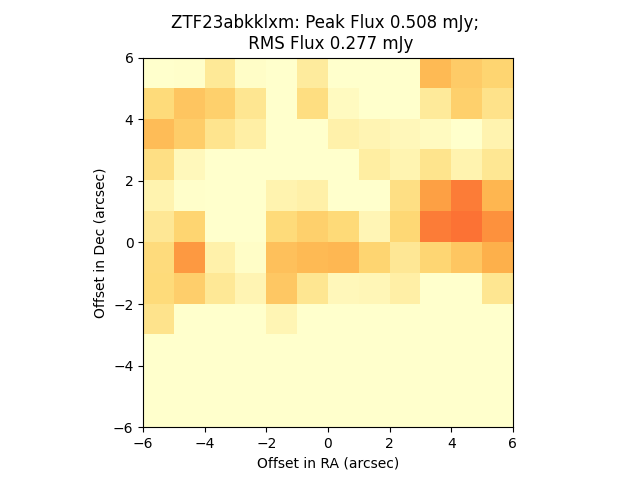 ZTF23abkklxm: Peak Flux 0.508 mJy;
RMS Flux 0.277 mJy
6
4
2
0
−2
−4
−6
Offset in Dec (arcsec)
−6 −4 −2 0 2 4 6
Offset in RA (arcsec)